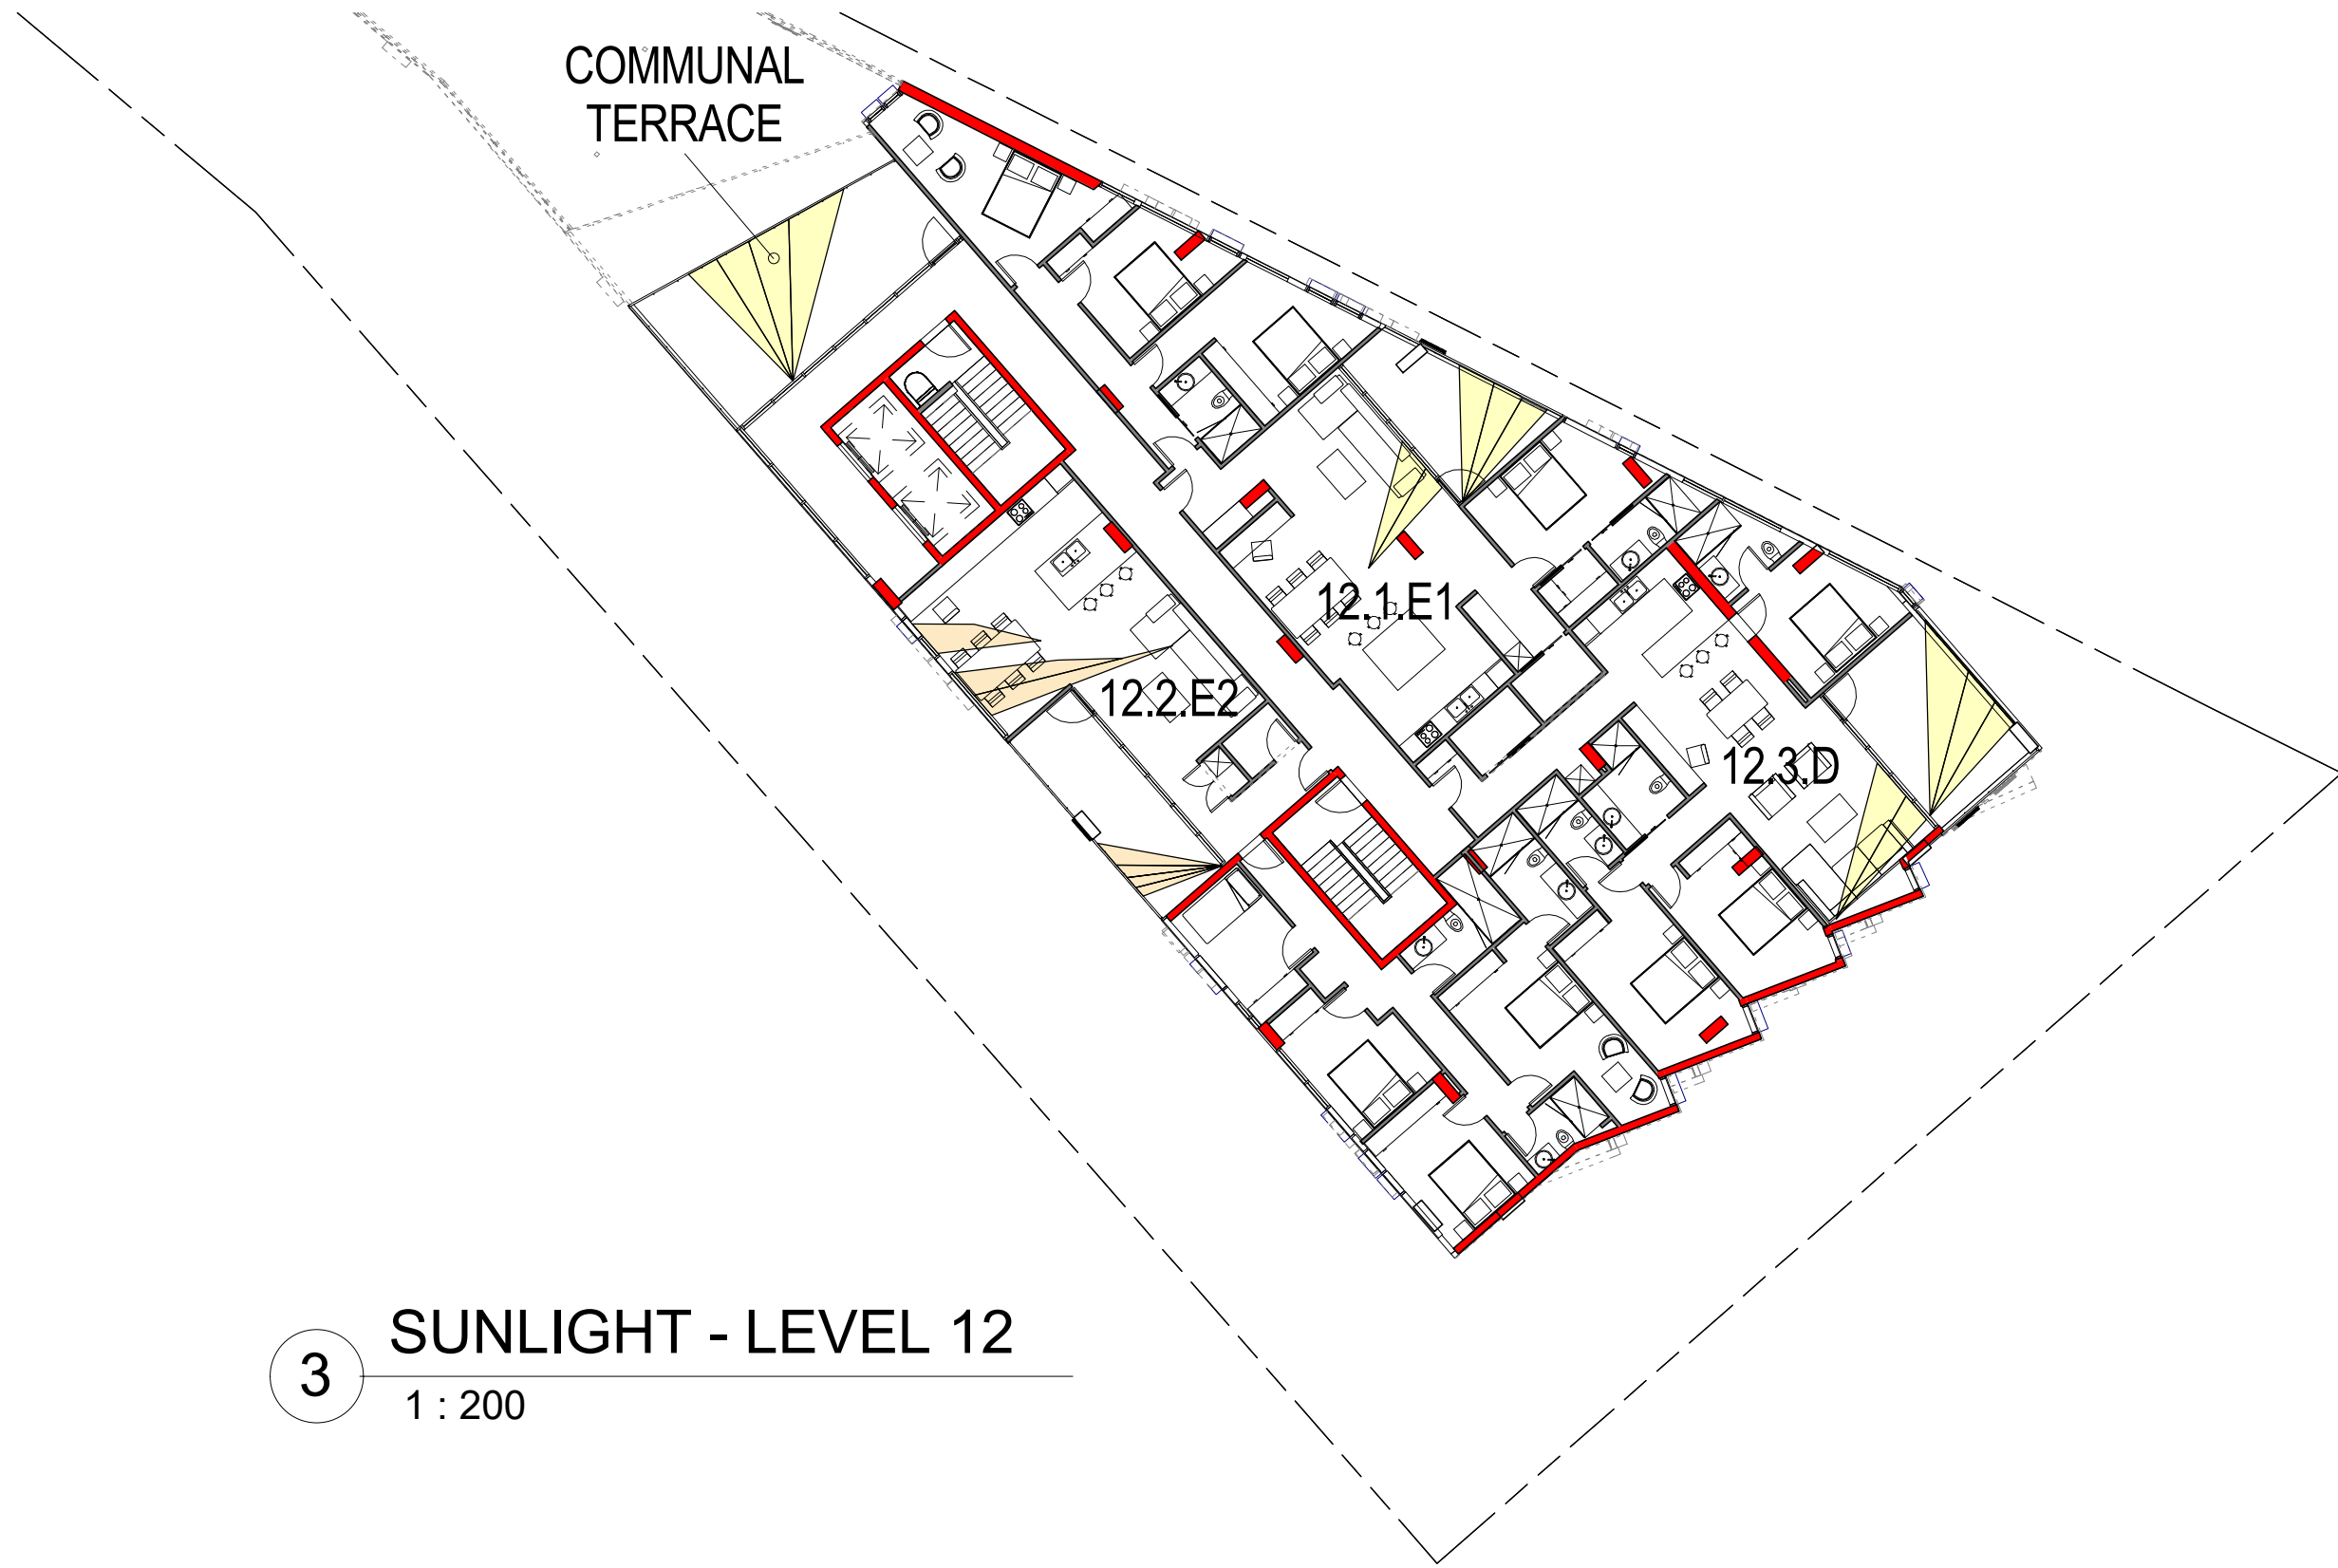 COMMUNAL
TERRACE
12.1.E1
12.2.E2
12.3.D
3
SUNLIGHT - LEVEL 12
1 : 200